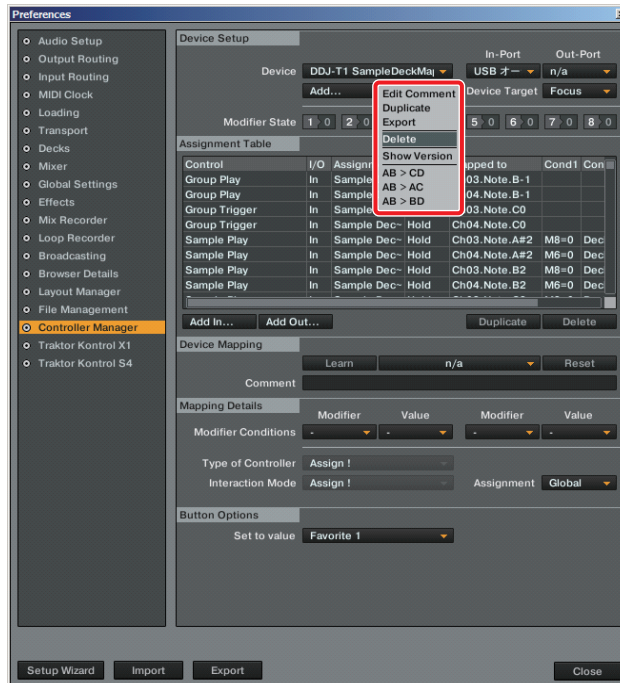 Preferences
Audio Setup
Output Routing
Input Routing
MIDI Clock
Loading
Transport
Decks
Mixer
Global Settings
Effects
Mix Recorder
Loop Recorder
Broadcasting
Browser Details
Layout Manager
File Management
Controller Manager
Traktor Kontrol X1
Traktor Kontrol S4
Device Setup
In-Port Out-Port
Device DDJ-T1 SampleDeckMa USB オー n/a
Add... Device Target Focus
Edit Comment
Duplicate
Export
Delete
Show Version
AB > CD
AB > AC
AB > BD
Modifier State 1 0 2 5 0 6 0 7 0 8 0
Assignment Table
Control I/O Assignm apped to Cond1 Con
Group Play In Sample 03.Note.B-1
Group Play In Sample 04.Note.B-1
Group Trigger In Sample 03.Note.C0
Group Trigger In Sample Dec~ Hold Ch04.Note.C0
Sample Play In Sample Dec~ Hold Ch03.Note.A#2 M8=0 Dec
Sample Play In Sample Dec~ Hold Ch04.Note.A#2 M6=0 Dec
Sample Play In Sample Dec~ Hold Ch03.Note.B2 M8=0 Dec
Sample Play In Sample Dec~ Hold Ch04.Note.B2 M6=0 Dec
Add In... Add Out... Duplicate Delete
Device Mapping
Learn n/a Reset
Comment
Mapping Details
Modifier Value Modifier Value
Modifier Conditions - - - -
Type of Controller Assign !
Interaction Mode Assign ! Assignment Global
Button Options
Set to value Favorite 1
Setup Wizard Import Export Close